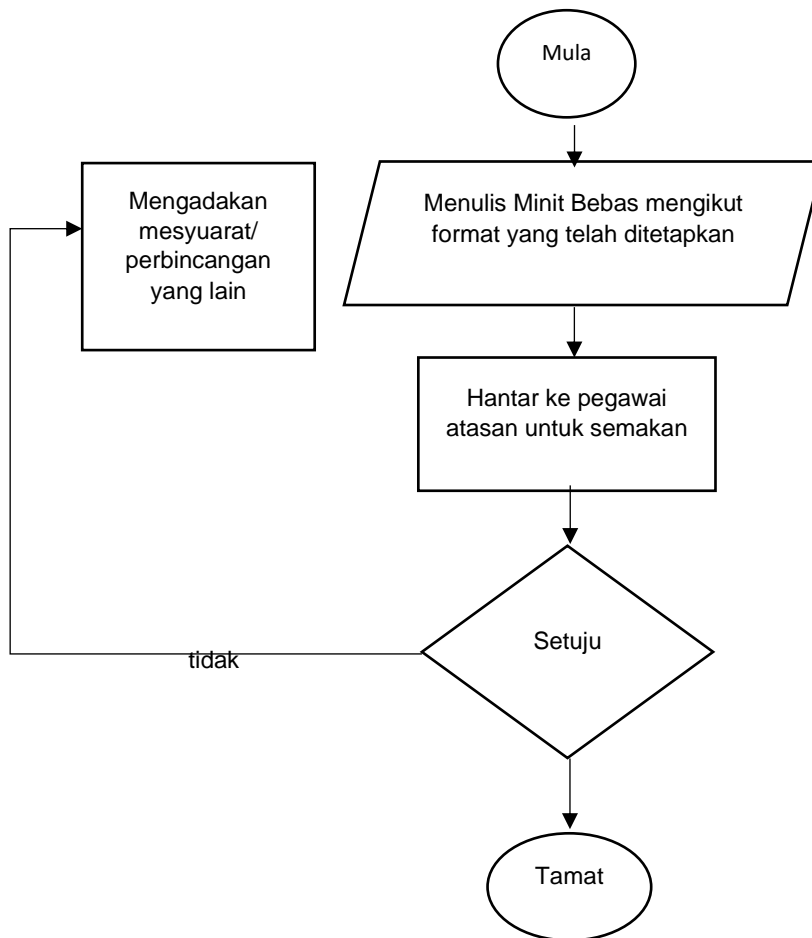 Mula
Menulis Minit Bebas mengikut
format yang telah ditetapkan
Mengadakan
mesyuarat/
perbincangan
yang lain
Hantar ke pegawai
atasan untuk semakan
Setuju
tidak
Tamat